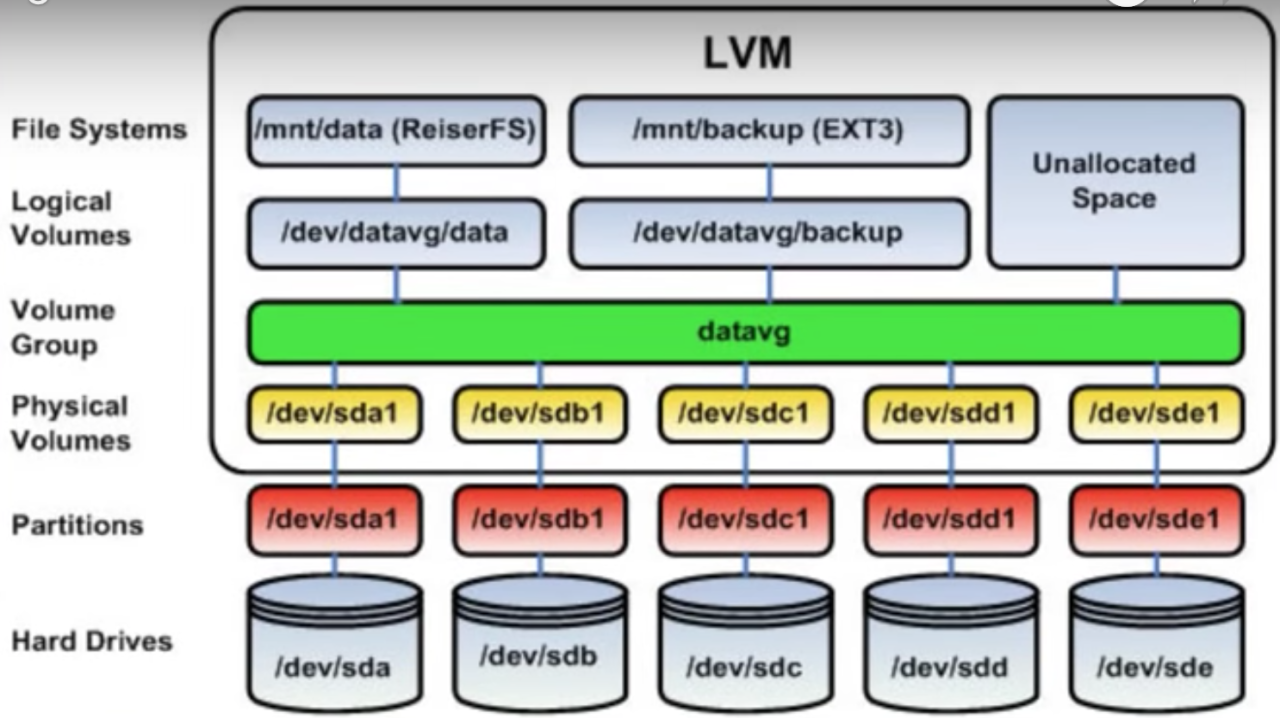 LVM
File Systems
/mnt/data (ReiserFS)
/mnt/backup (EXT3)
Unallocated
Space
Logical
Volumes
/dev/datavg/data
/dev/datavg/backup
Volume
Group
datavg
Physical
Volumes
/dev/sda1
/dev/sdb1
/dev/sdc1
/dev/sdd1
/dev/sde1
Partitions
/dev/sda1
/dev/sdb1
/dev/sdc1
/dev/sdd1
/dev/sde1
Hard Drives
/dev/sda
/dev/sdb
/dev/sdc
/dev/sdd
/dev/sde